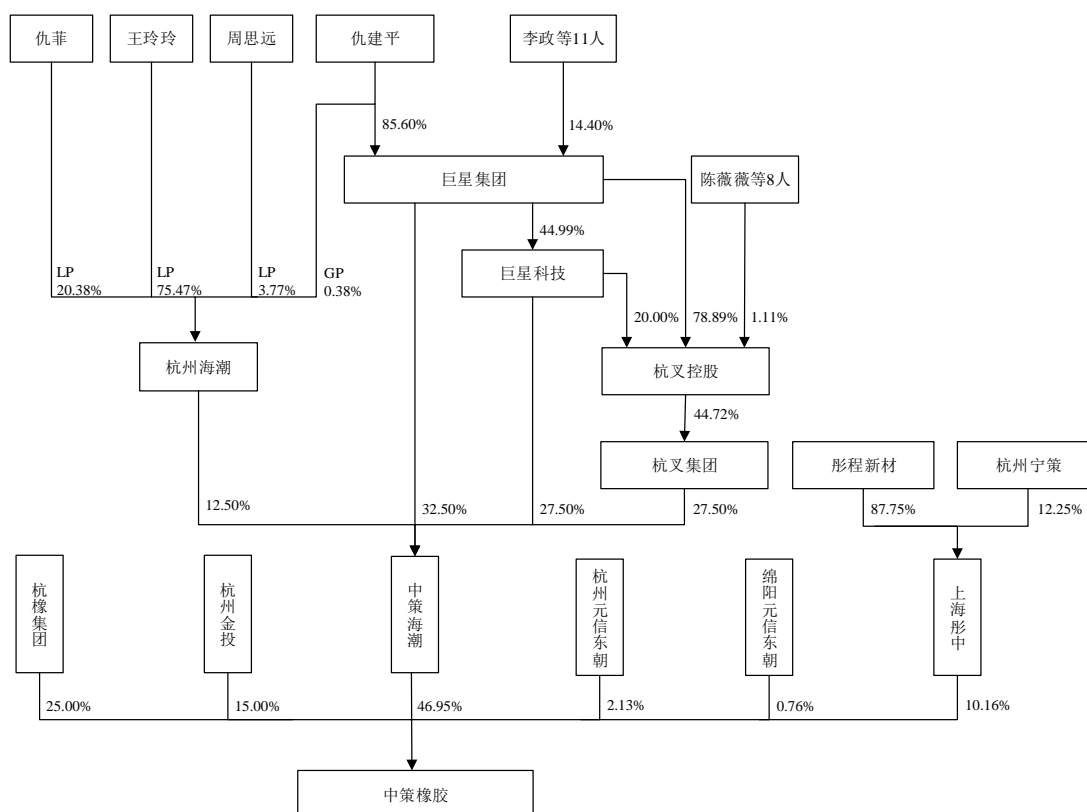 仇菲
王玲玲
周思远
仇建平
李政等11人
85.60%
14.40%
巨星集团
陈薇薇等8人
44.99%
巨星科技
LP
20.38%
LP
75.47%
LP
3.77%
GP
0.38%
20.00%
78.89%
1.11%
杭州海潮
杭叉控股
44.72%
杭叉集团
彤程新材
杭州宁策
12.50%
32.50%
27.50%
27.50%
87.75%
12.25%
杭橡集团
杭州金投
中策海潮
杭州元信东朝
绵阳元信东朝
上海彤中
25.00%
15.00%
46.95%
2.13%
0.76%
10.16%
中策橡胶